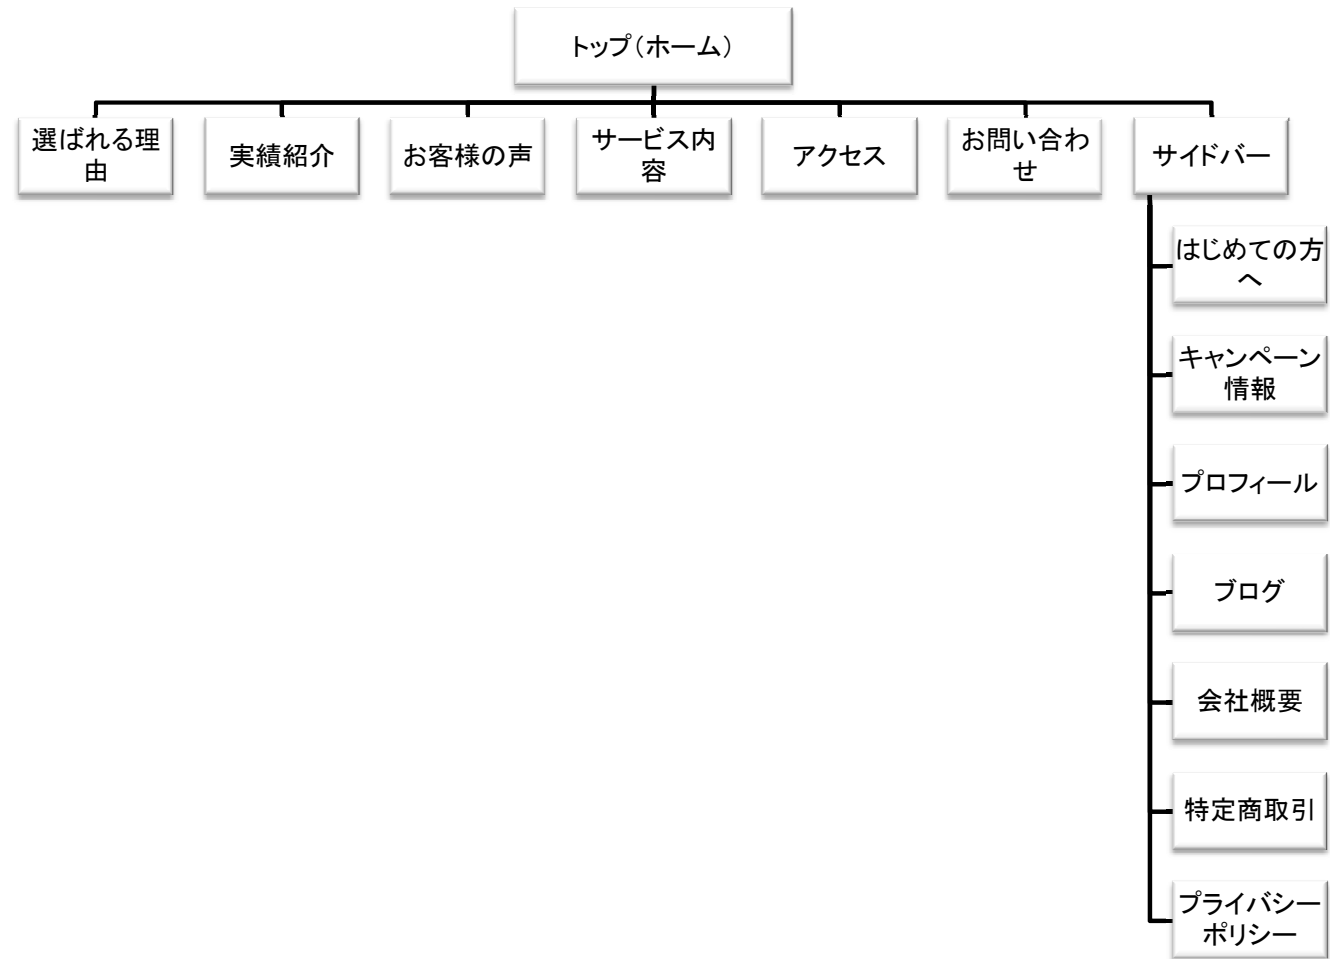 トップ（ホーム）
選ばれる理
由
実績紹介
お客様の声
サービス内
容
アクセス
お問い合わ
せ
サイドバー
はじめての方
へ
キャンペーン
情報
プロフィール
ブログ
会社概要
特定商取引
プライバシー
ポリシー